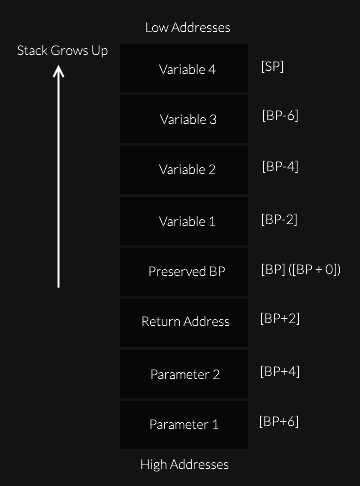 Low Addresses
Stack Grows Up
Variable 4 [SP]
Variable 3 [BP-6]
Variable 2 [BP-4]
Variable 1 [BP-2]
Preserved BP [BP] ([BP + 0])
Return Address [BP+2]
Parameter 2 [BP+4]
Parameter 1 [BP+6]
High Addresses